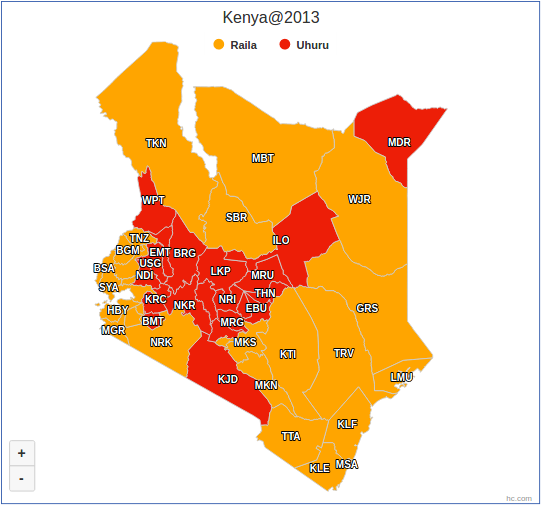 Kenya@2013
Raila Uhuru
MDR
TKN
MBT
WPT
WJR
SBR
TNZ
ILO
BGM EMT BRG
BSA USG
NDI LKP MRU
SYA
KRC NRI THN
HBY NKR EBU GRS
BMT MRG
MGR
NRK MKS
KTI TRV
KJD MKN LMU
KLF
TTA
KLE MSA
+
-
hc.com